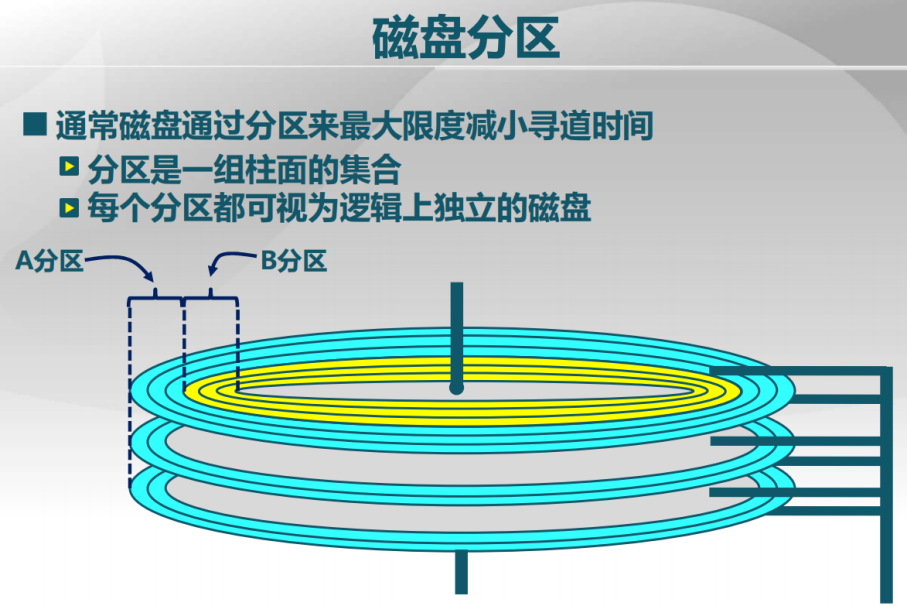 磁盘分区
通常磁盘通过分区来最大限度减小寻道时间
分区是一组柱面的集合
每个分区都可视为逻辑上独立的磁盘
A分区 B分区